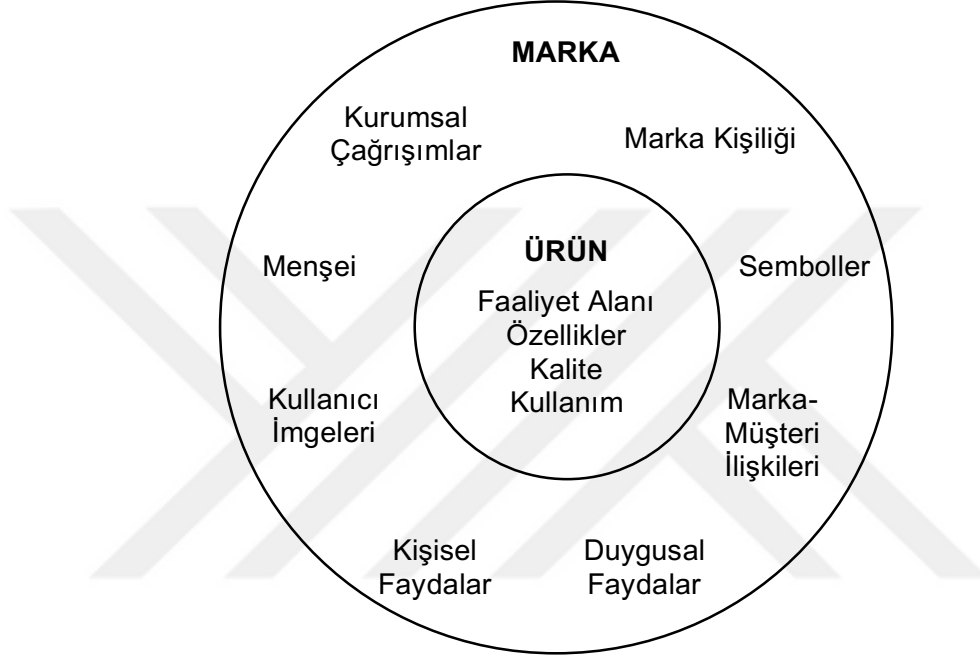 MARKA
Kurumsal
Çağrışımlar
Marka Kişiliği
Menşei
ÜRÜN
Faaliyet Alanı
Özellikler
Kalite
Kullanım
Semboller
Kullanıcı
İmgeleri
Marka-
Müşteri
İlişkileri
Kişisel
Faydalar
Duygusal
Faydalar